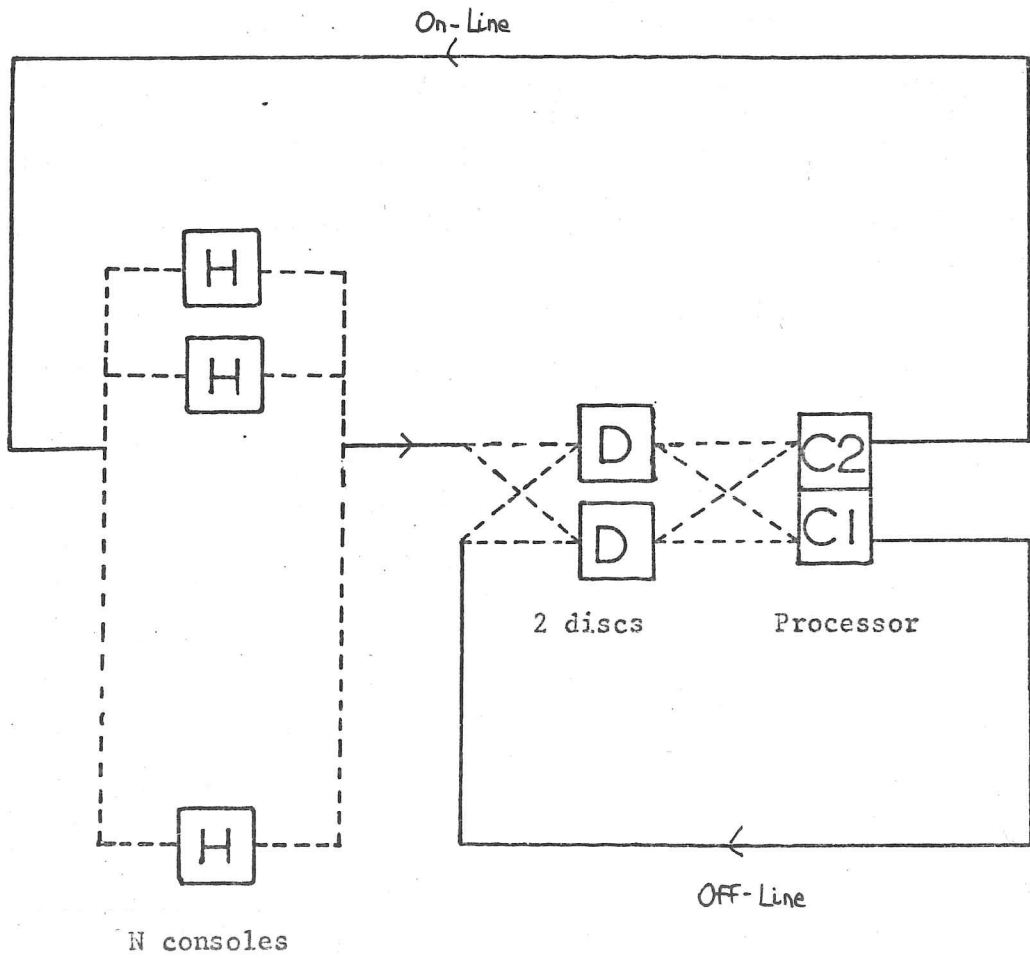 On-Line
H
H
D
C2
D
C1
2 discs
Processor
H
Off-Line
N consoles